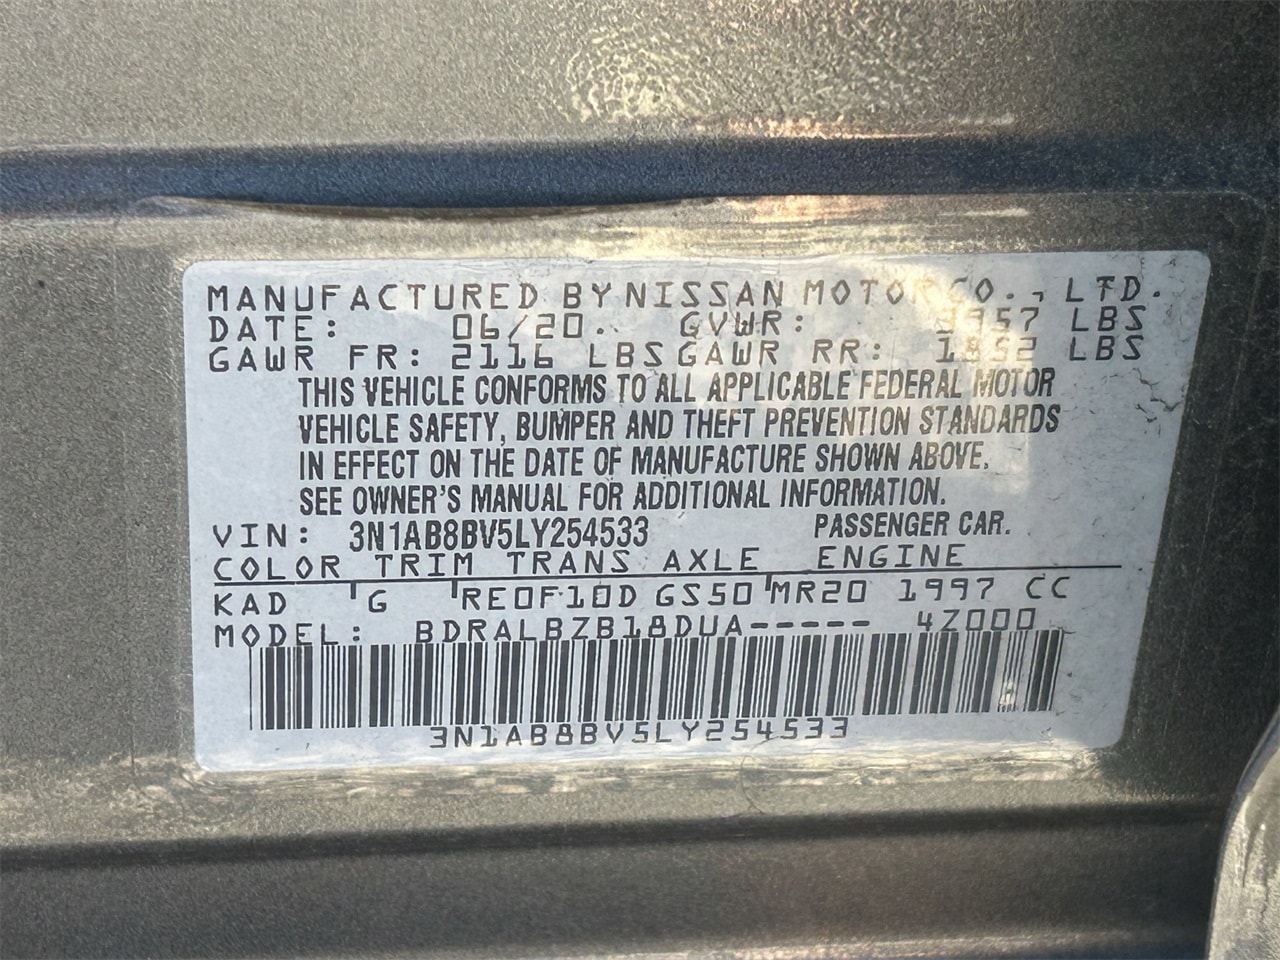 MANUFACTURED BY NISSAN MOTOR CO., LTD.
DATE: 06/20. GVWR: 3957 LBS
GAWR FR: 2116 LBS GAWR RR: 1852 LBS
THIS VEHICLE CONFORMS TO ALL APPLICABLE FEDERAL MOTOR
VEHICLE SAFETY, BUMPER AND THEFT PREVENTION STANDARDS
IN EFFECT ON THE DATE OF MANUFACTURE SHOWN ABOVE.
SEE OWNER'S MANUAL FOR ADDITIONAL INFORMATION.
VIN: 3N1AB8BV5LY254533 PASSENGER CAR.
COLOR TRIM TRANS AXLE ENGINE
KAD G RE0F10D GS50 MR20 1997 CC
MODEL: BDRALBZB18DUA----- 4Z000
3N1AB8BV5LY254533